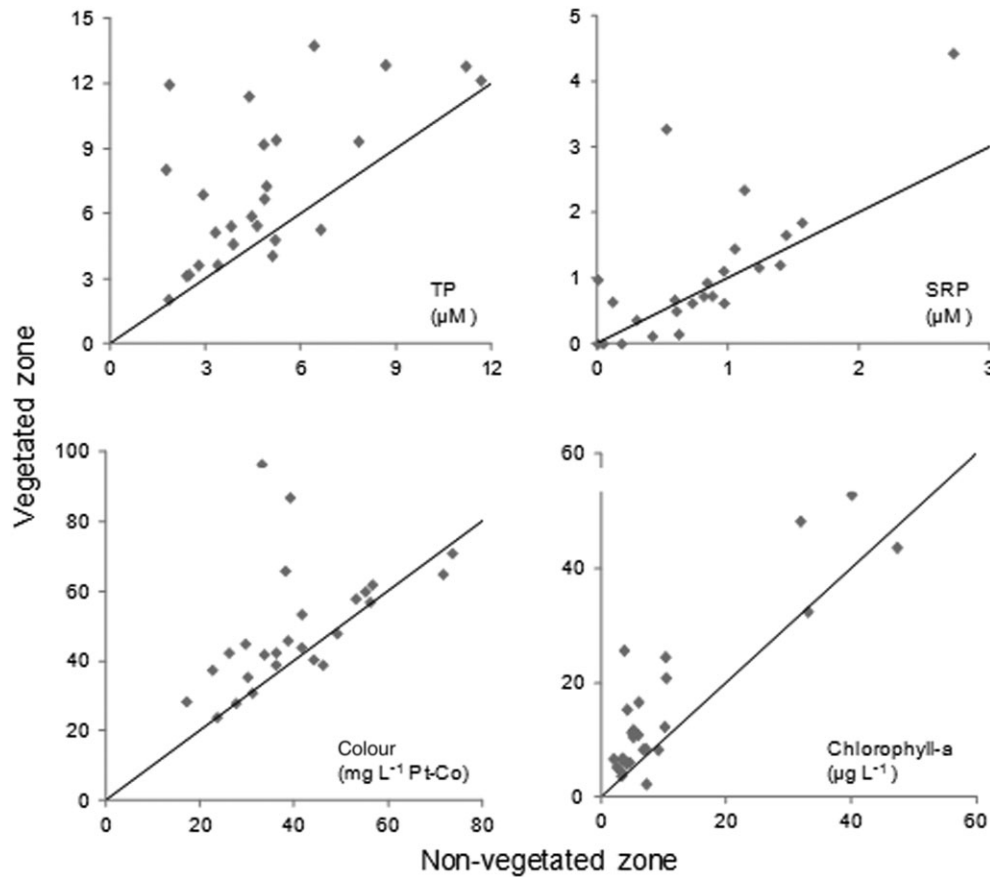 15
12
9
6
3
0
0 3 6 9 12
TP
(µM )
5
4
3
2
1
0
0 1 2 3
SRP
(µM )
Vegetated zone
100
80
60
40
20
0
0 20 40 60 80
Colour
(mg L⁻¹ Pt-Co)
60
40
20
0
0 20 40 60
Chlorophyll-a
(µg L⁻¹)
Non-vegetated zone